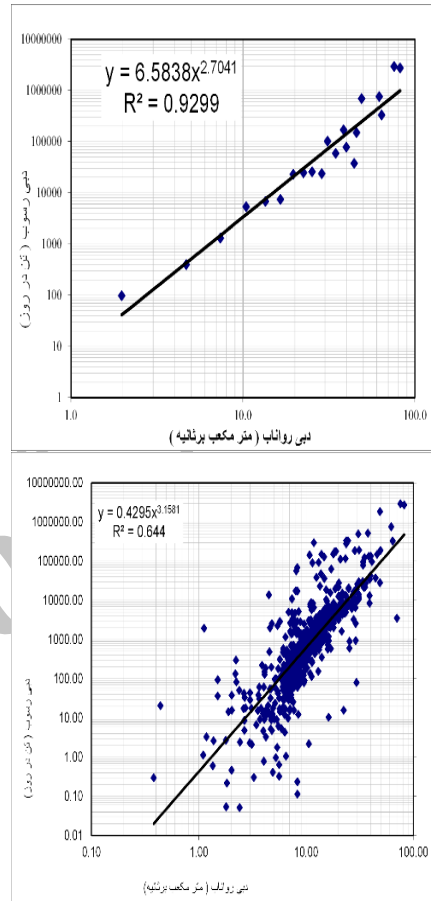 10000000
y = 6.5838x^2.7041
R² = 0.9299
1000000
100000
10000
1000
100
10
1
دبی رسوب ( تن در روز )
1.0 10.0 100.0
دبی رواناب ( متر مکعب برثانیه )
10000000.00
y = 0.4295x^3.1581
R² = 0.644
1000000.00
100000.00
10000.00
1000.00
100.00
10.00
1.00
0.10
0.01
دبی رسوب ( تن در روز )
0.10 1.00 10.00 100.00
دبی رواناب ( متر مکعب برثانیه)